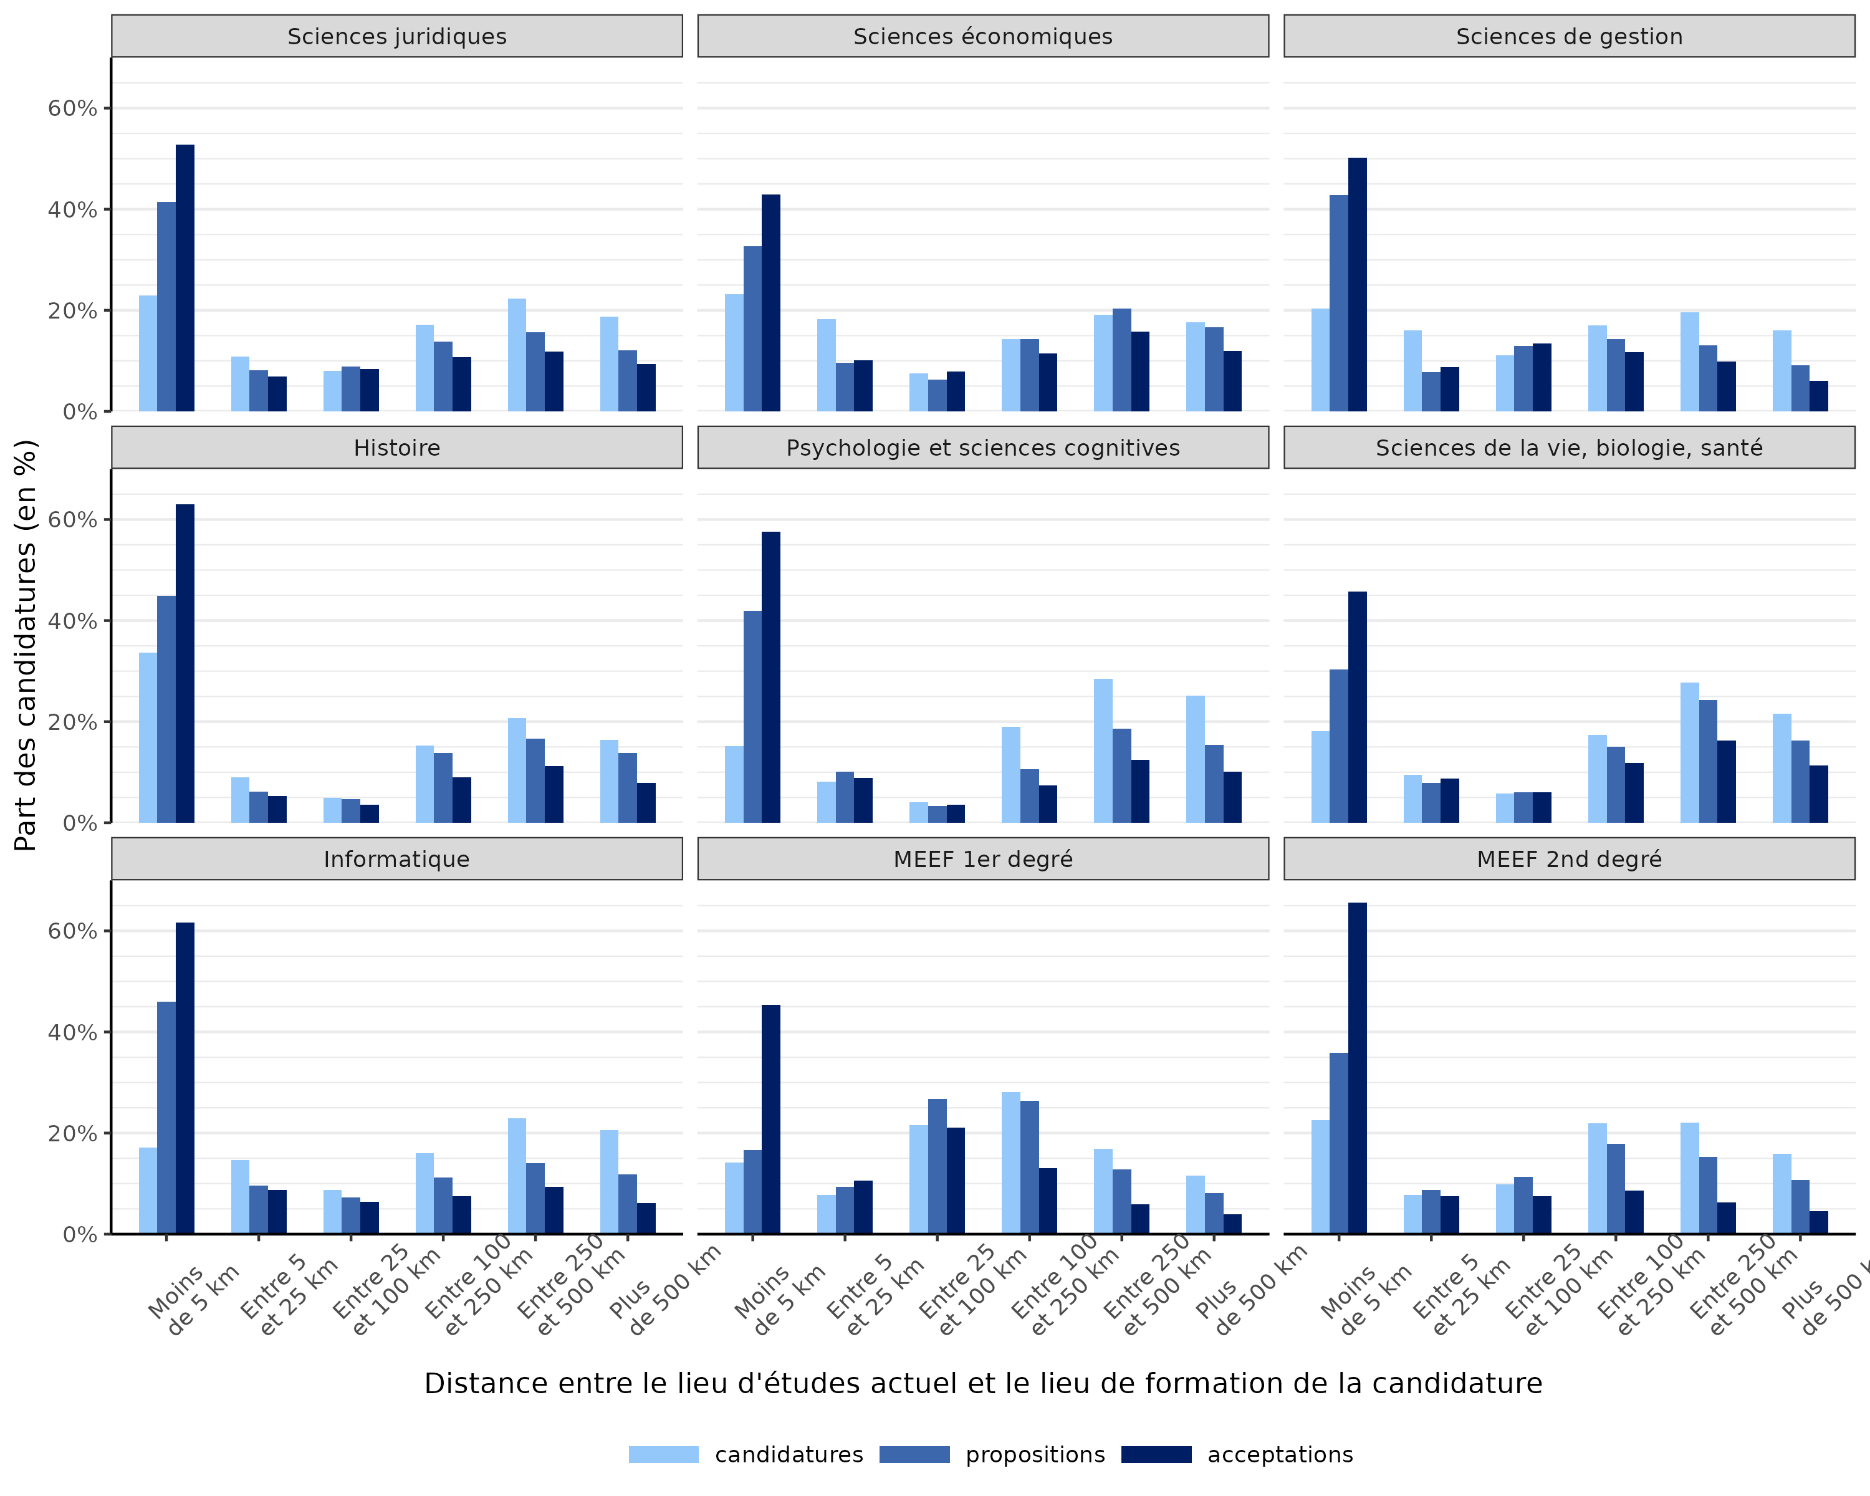 Sciences juridiques
Sciences économiques
Sciences de gestion
60%
40%
20%
0%
Histoire
Psychologie et sciences cognitives
Sciences de la vie, biologie, santé
60%
40%
20%
0%
Part des candidatures (en %)
Informatique
MEEF 1er degré
MEEF 2nd degré
60%
40%
20%
0%
Moins
de 5 km
Entre 5
et 25 km
Entre 25
et 100 km
Entre 100
et 250 km
Entre 250
et 500 km
Plus
de 500 km
Moins
de 5 km
Entre 5
et 25 km
Entre 25
et 100 km
Entre 100
et 250 km
Entre 250
et 500 km
Plus
de 500 km
Moins
de 5 km
Entre 5
et 25 km
Entre 25
et 100 km
Entre 100
et 250 km
Entre 250
et 500 km
Plus
de 500
Distance entre le lieu d'études actuel et le lieu de formation de la candidature
candidatures
propositions
acceptations